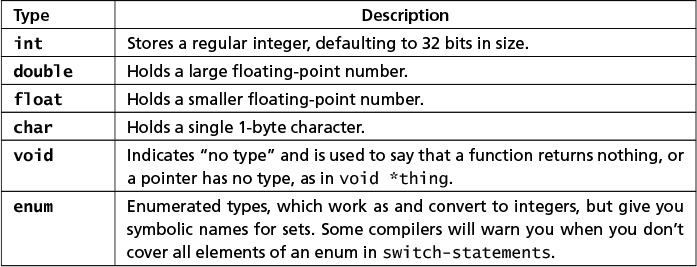 Type Description
int Stores a regular integer, defaulting to 32 bits in size.
double Holds a large floating-point number.
float Holds a smaller floating-point number.
char Holds a single 1-byte character.
void Indicates “no type” and is used to say that a function returns nothing, or
a pointer has no type, as in void *thing.
enum Enumerated types, which work as and convert to integers, but give you
symbolic names for sets. Some compilers will warn you when you don’t
cover all elements of an enum in switch-statements.